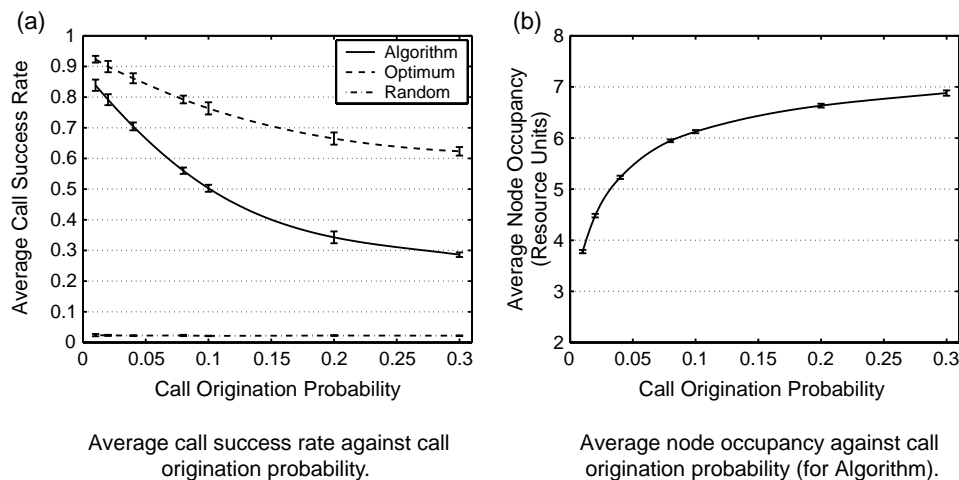 (a)
1
0.9
0.8
0.7
0.6
0.5
0.4
0.3
0.2
0.1
0
Average Call Success Rate
Algorithm
Optimum
Random
0 0.05 0.1 0.15 0.2 0.25 0.3
Call Origination Probability
Average call success rate against call
origination probability.
(b)
8
7
6
5
4
3
2
Average Node Occupancy
(Resource Units)
0 0.05 0.1 0.15 0.2 0.25 0.3
Call Origination Probability
Average node occupancy against call
origination probability (for Algorithm).